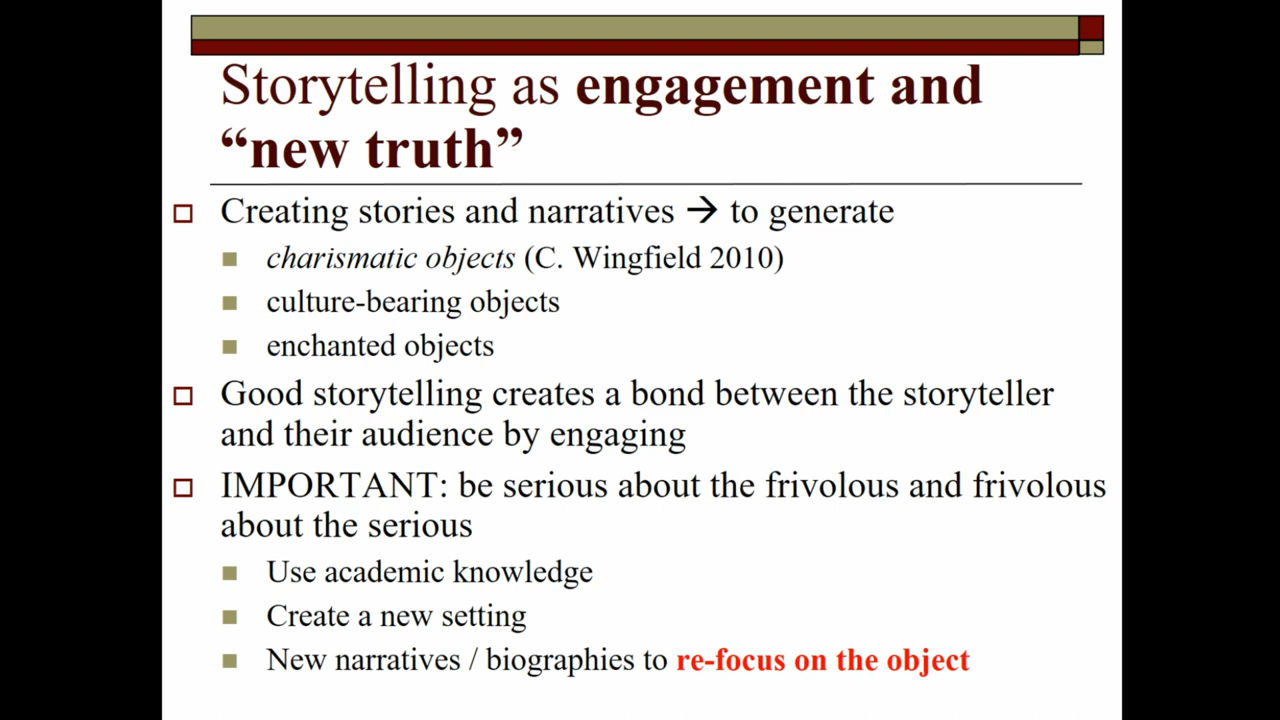 Storytelling as engagement and
“new truth”
Creating stories and narratives → to generate
charismatic objects (C. Wingfield 2010)
culture-bearing objects
enchanted objects
Good storytelling creates a bond between the storyteller
and their audience by engaging
IMPORTANT: be serious about the frivolous and frivolous
about the serious
Use academic knowledge
Create a new setting
New narratives / biographies to re-focus on the object